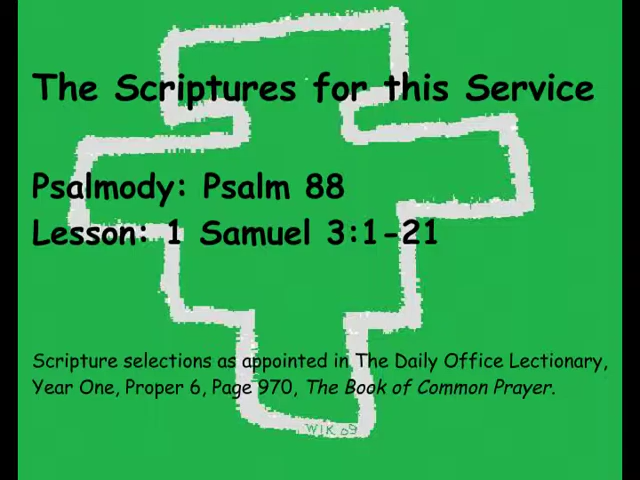 The Scriptures for this Service
Psalmody: Psalm 88
Lesson: 1 Samuel 3:1-21
Scripture selections as appointed in The Daily Office Lectionary,
Year One, Proper 6, Page 970, The Book of Common Prayer.
WIK 09